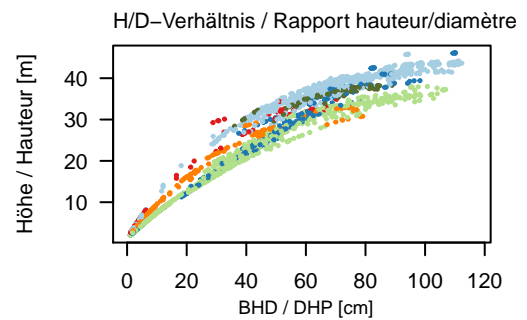 H/D–Verhältnis / Rapport hauteur/diamètre
Höhe / Hauteur [m]
40
30
20
10
0 20 40 60 80 100 120
BHD / DHP [cm]